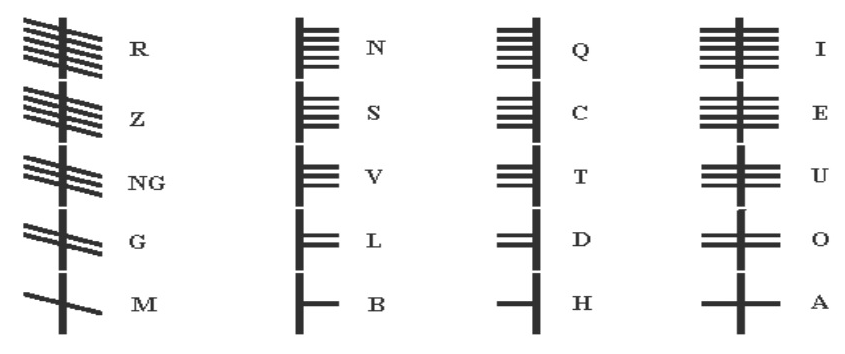 ᚏ R ᚅ N ᚊ Q ᚔ I
ᚎ Z ᚄ S ᚉ C ᚓ E
ᚍ NG ᚃ V ᚈ T ᚒ U
ᚌ G ᚂ L ᚇ D ᚑ O
ᚋ M ᚁ B ᚆ H ᚐ A